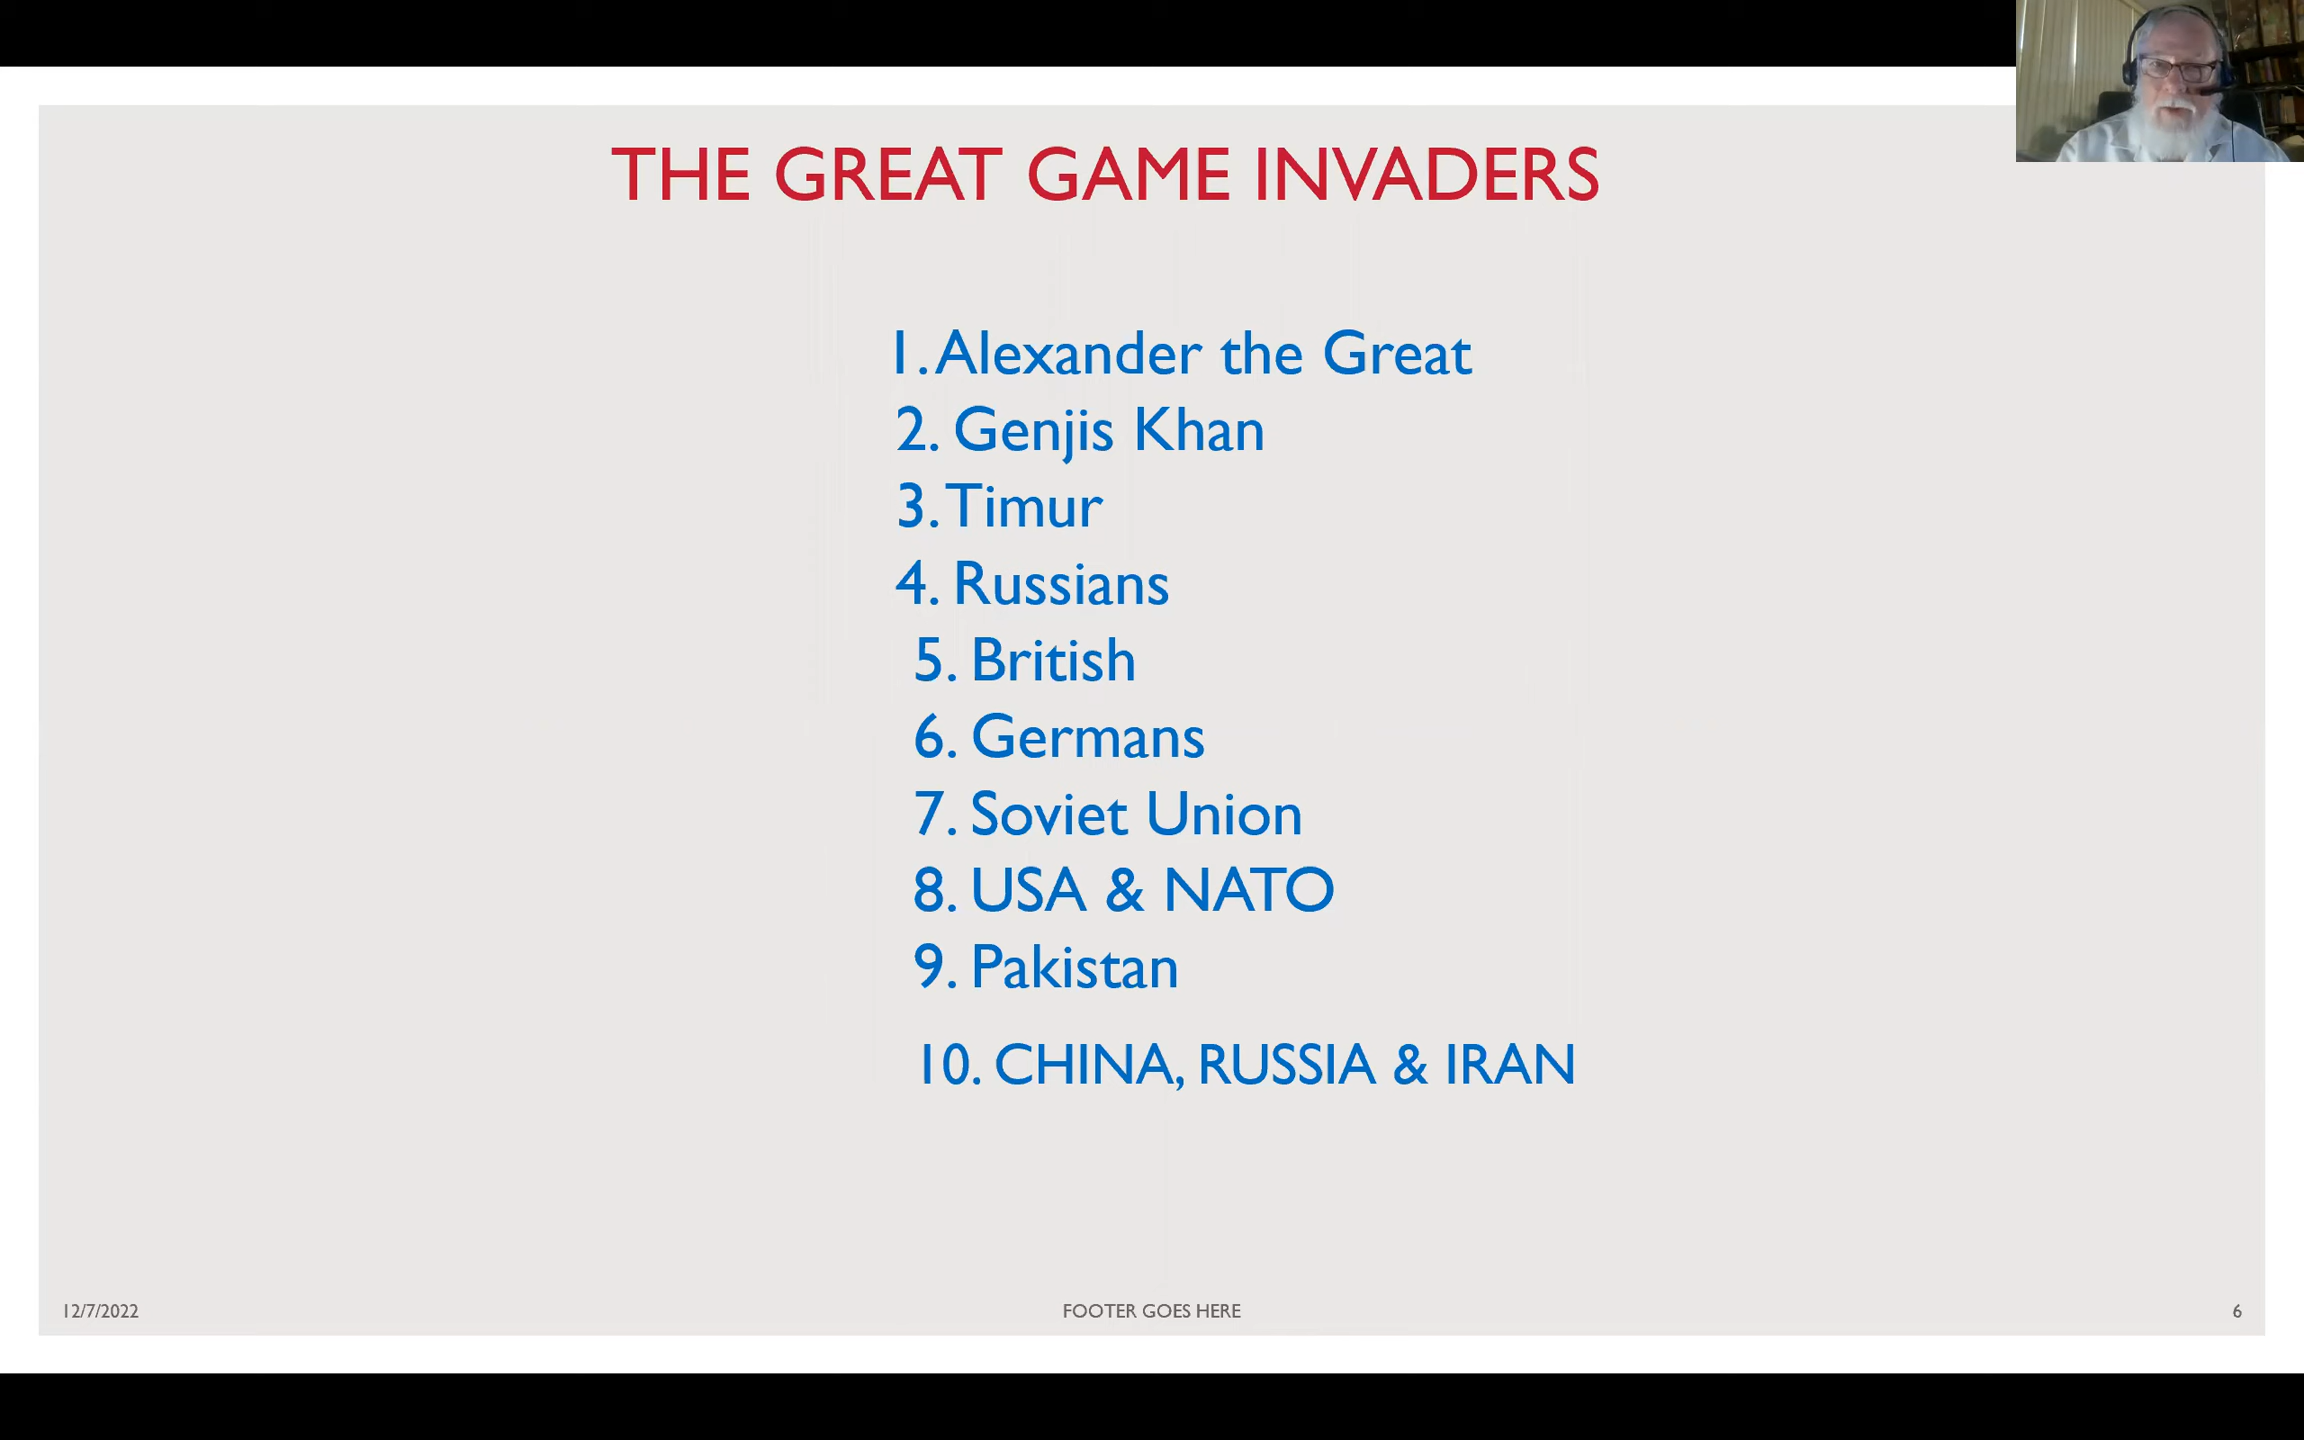 THE GREAT GAME INVADERS
1. Alexander the Great
2. Genjis Khan
3. Timur
4. Russians
5. British
6. Germans
7. Soviet Union
8. USA & NATO
9. Pakistan
10. CHINA, RUSSIA & IRAN
12/7/2022
FOOTER GOES HERE
6